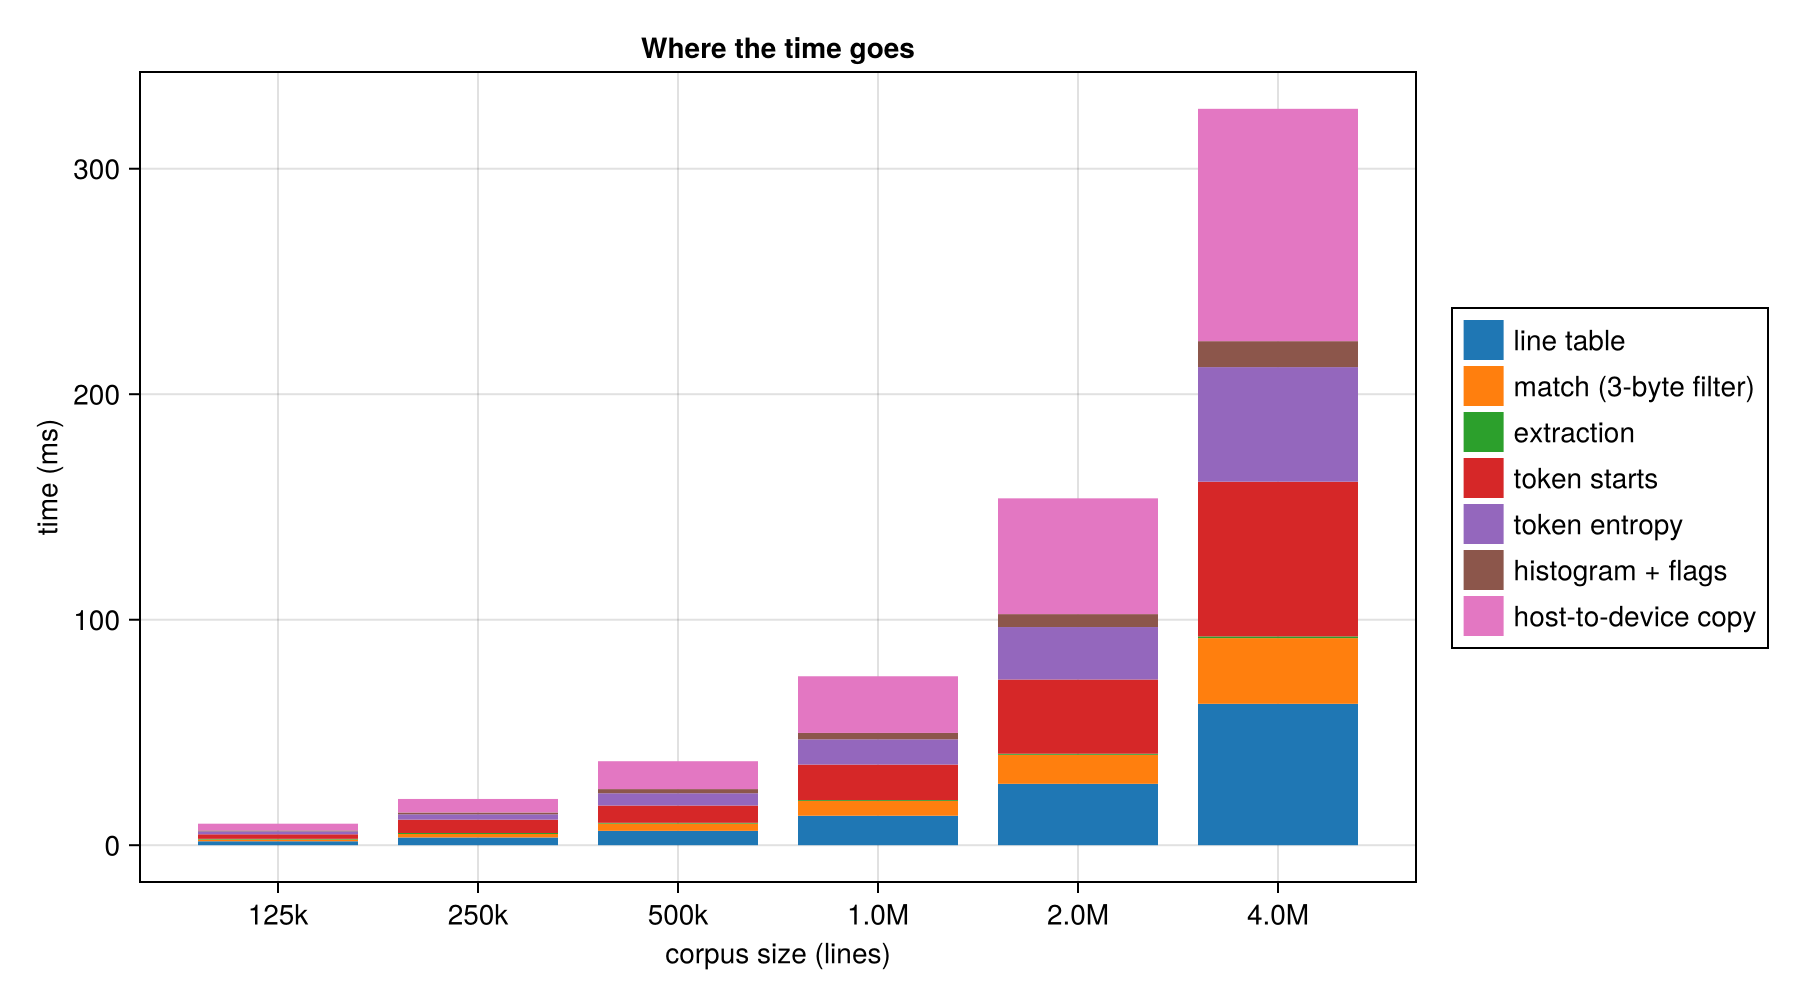 Where the time goes
300
200
100
0
time (ms)
125k
250k
500k
1.0M
2.0M
4.0M
corpus size (lines)
line table
match (3-byte filter)
extraction
token starts
token entropy
histogram + flags
host-to-device copy